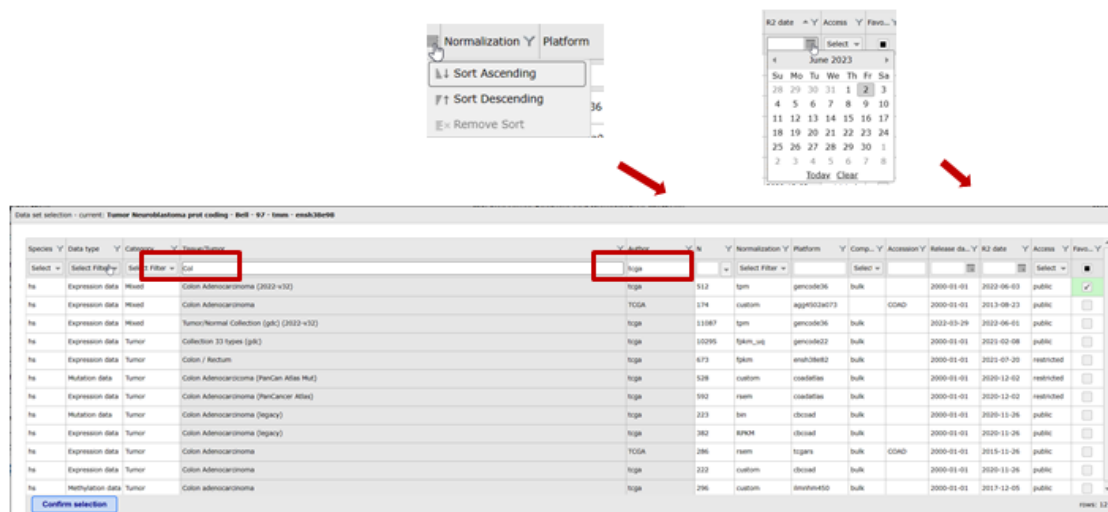 Normalization Platform
Sort Ascending
Sort Descending
Remove Sort
36
R2 date Access Favo...
Select
June 2023
Su Mo Tu We Th Fr Sa
28 29 30 31 1 2 3
4 5 6 7 8 9 10
11 12 13 14 15 16 17
18 19 20 21 22 23 24
25 26 27 28 29 30 1
2 3 4 5 6 7 8
Today Clear
Data set selection - current: Tumor Neuroblastoma prot coding - Bell - 97 - tmm - ensh38e98
Species Data type Category Tissue/Tumor Author N Normalization Platform Comp... Accession Release da... R2 date Access Favo...
Select Select Filter Select Filter Col tcga Select Filter Select Select
hs Expression data Mixed Colon Adenocarcinoma (2022-v32) tcga 512 tpm gencode36 bulk 2000-01-01 2022-06-03 public
hs Expression data Mixed Colon Adenocarcinoma TCGA 174 custom agg4502a073 COAD 2000-01-01 2013-08-23 public
hs Expression data Mixed Tumor/Normal Collection (gdc) (2022-v32) tcga 11087 tpm gencode36 bulk 2022-03-29 2022-06-01 public
hs Expression data Tumor Collection 33 types (gdc) tcga 10295 fpkm_uq gencode22 bulk 2000-01-01 2021-02-08 public
hs Expression data Tumor Colon / Rectum tcga 673 fpkm ensh38e82 bulk 2000-01-01 2021-07-20 restricted
hs Mutation data Tumor Colon Adenocarcicoma (PanCan Atlas Mut) tcga 528 custom coadatlas bulk 2000-01-01 2020-12-02 restricted
hs Expression data Tumor Colon Adenocarcinoma (PanCancer Atlas) tcga 592 rsem coadatlas bulk 2000-01-01 2020-12-02 restricted
hs Mutation data Tumor Colon Adenocarcinoma (legacy) tcga 223 bin cbcoad bulk 2000-01-01 2020-11-26 public
hs Expression data Tumor Colon Adenocarcinoma (legacy) tcga 382 RPKM cbcoad bulk 2000-01-01 2020-11-26 public
hs Expression data Tumor Colon Adenocarcinoma TCGA 286 rsem tcgars bulk COAD 2000-01-01 2015-11-26 public
hs Expression data Tumor Colon Adenocarcinoma tcga 222 custom cbcoad bulk 2000-01-01 2020-11-26 public
hs Methylation data Tumor Colon adenocarcinoma tcga 296 custom ilmnhm450 bulk 2000-01-01 2017-12-05 public
Confirm selection rows: 12